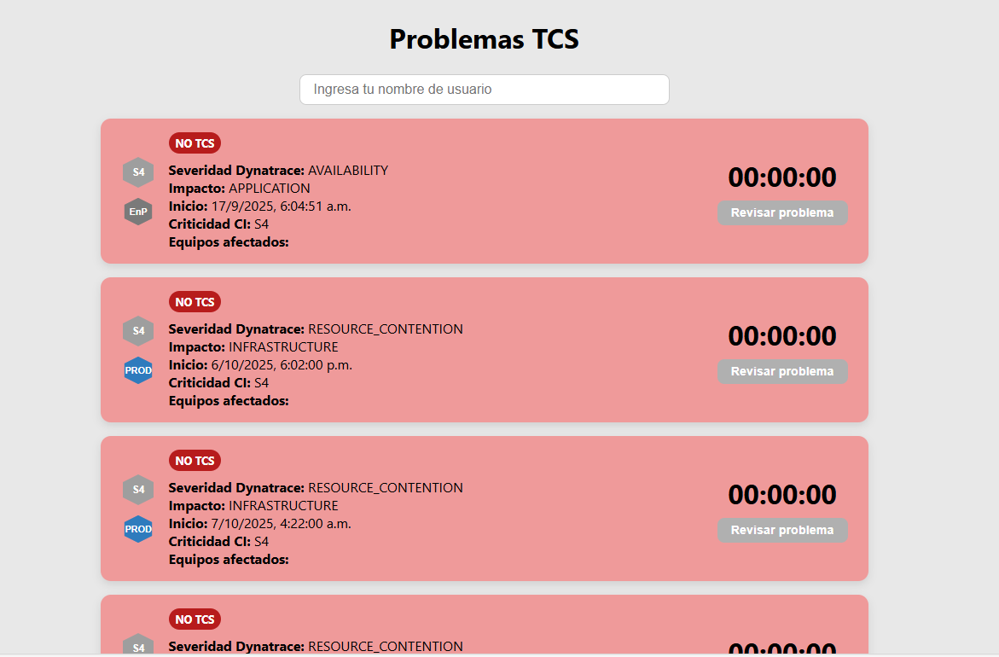 Problemas TCS
Ingresa tu nombre de usuario
NO TCS
S4
EnP
Severidad Dynatrace: AVAILABILITY
Impacto: APPLICATION
Inicio: 17/9/2025, 6:04:51 a.m.
Criticidad CI: S4
Equipos afectados:
00:00:00
Revisar problema
NO TCS
S4
PROD
Severidad Dynatrace: RESOURCE_CONTENTION
Impacto: INFRASTRUCTURE
Inicio: 6/10/2025, 6:02:00 p.m.
Criticidad CI: S4
Equipos afectados:
00:00:00
Revisar problema
NO TCS
S4
PROD
Severidad Dynatrace: RESOURCE_CONTENTION
Impacto: INFRASTRUCTURE
Inicio: 7/10/2025, 4:22:00 a.m.
Criticidad CI: S4
Equipos afectados:
00:00:00
Revisar problema
NO TCS
S4
Severidad Dynatrace: RESOURCE_CONTENTION
00:00:00